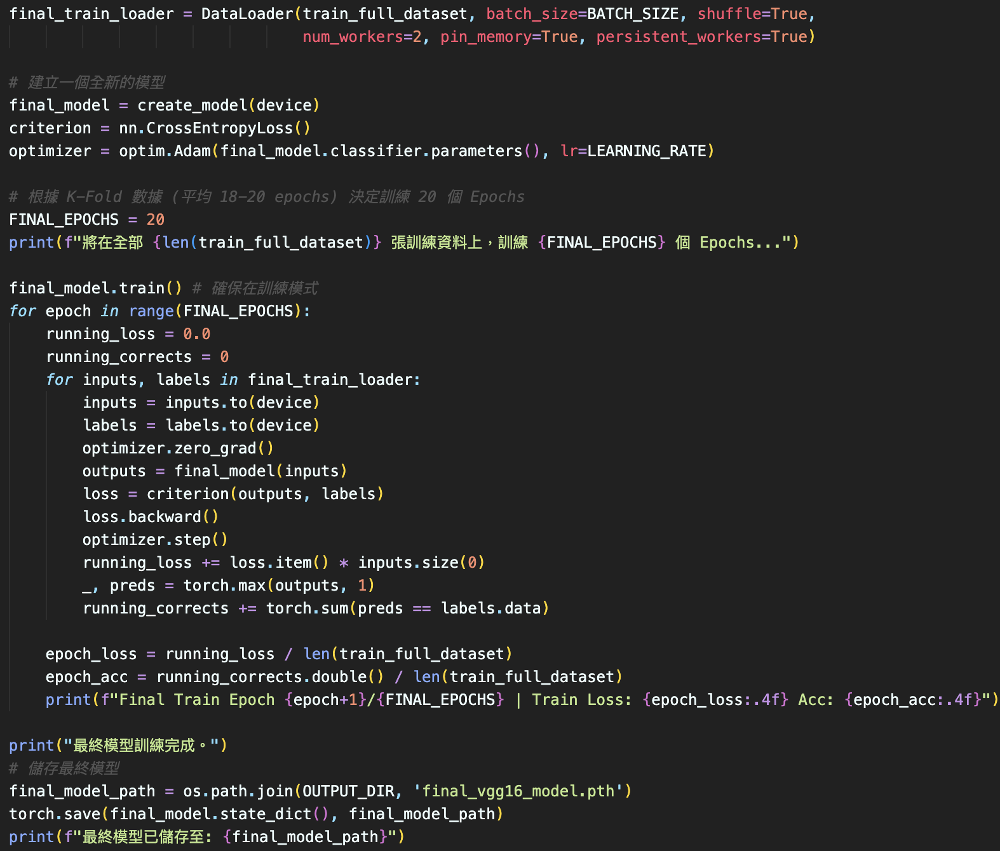 final_train_loader = DataLoader(train_full_dataset, batch_size=BATCH_SIZE, shuffle=True,
                                num_workers=2, pin_memory=True, persistent_workers=True)

# 建立一個全新的模型
final_model = create_model(device)
criterion = nn.CrossEntropyLoss()
optimizer = optim.Adam(final_model.classifier.parameters(), lr=LEARNING_RATE)

# 根據 K-Fold 數據 (平均 18-20 epochs) 決定訓練 20 個 Epochs
FINAL_EPOCHS = 20
print(f"將在全部 {len(train_full_dataset)} 張訓練資料上，訓練 {FINAL_EPOCHS} 個 Epochs...")

final_model.train() # 確保在訓練模式
for epoch in range(FINAL_EPOCHS):
    running_loss = 0.0
    running_corrects = 0
    for inputs, labels in final_train_loader:
        inputs = inputs.to(device)
        labels = labels.to(device)
        optimizer.zero_grad()
        outputs = final_model(inputs)
        loss = criterion(outputs, labels)
        loss.backward()
        optimizer.step()
        running_loss += loss.item() * inputs.size(0)
        _, preds = torch.max(outputs, 1)
        running_corrects += torch.sum(preds == labels.data)

    epoch_loss = running_loss / len(train_full_dataset)
    epoch_acc = running_corrects.double() / len(train_full_dataset)
    print(f"Final Train Epoch {epoch+1}/{FINAL_EPOCHS} | Train Loss: {epoch_loss:.4f} Acc: {epoch_acc:.4f}")

print("最終模型訓練完成。")
# 儲存最終模型
final_model_path = os.path.join(OUTPUT_DIR, 'final_vgg16_model.pth')
torch.save(final_model.state_dict(), final_model_path)
print(f"最終模型已儲存至: {final_model_path}")